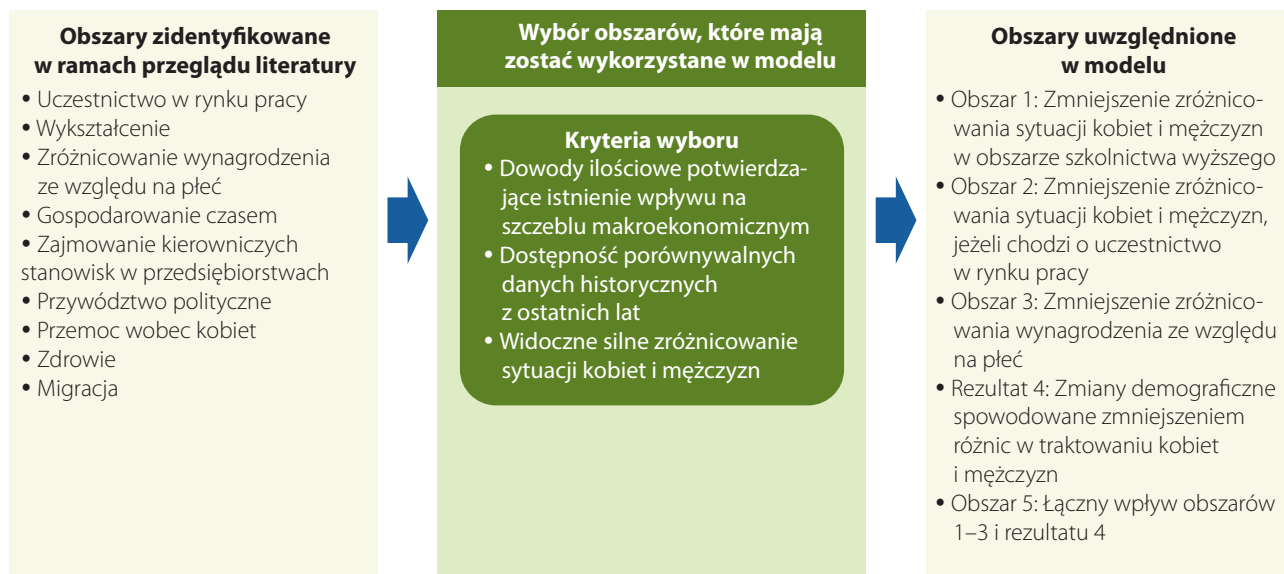 Obszary zidentyfikowane
w ramach przeglądu literatury
• Uczestnictwo w rynku pracy
• Wykształcenie
• Zróżnicowanie wynagrodzenia
ze względu na płeć
• Gospodarowanie czasem
• Zajmowanie kierowniczych
stanowisk w przedsiębiorstwach
• Przywództwo polityczne
• Przemoc wobec kobiet
• Zdrowie
• Migracja
Wybór obszarów, które mają
zostać wykorzystane w modelu
Kryteria wyboru
• Dowody ilościowe potwierdza-
jące istnienie wpływu na
szczeblu makroekonomicznym
• Dostępność porównywalnych
danych historycznych
z ostatnich lat
• Widoczne silne zróżnicowanie
sytuacji kobiet i mężczyzn
Obszary uwzględnione
w modelu
• Obszar 1: Zmniejszenie zróżnico-
wania sytuacji kobiet i mężczyzn
w obszarze szkolnictwa wyższego
• Obszar 2: Zmniejszenie zróżnico-
wania sytuacji kobiet i mężczyzn,
jeżeli chodzi o uczestnictwo
w rynku pracy
• Obszar 3: Zmniejszenie zróżnico-
wania wynagrodzenia ze względu
na płeć
• Rezultat 4: Zmiany demograficzne
spowodowane zmniejszeniem
różnic w traktowaniu kobiet
i mężczyzn
• Obszar 5: Łączny wpływ obszarów
1–3 i rezultatu 4